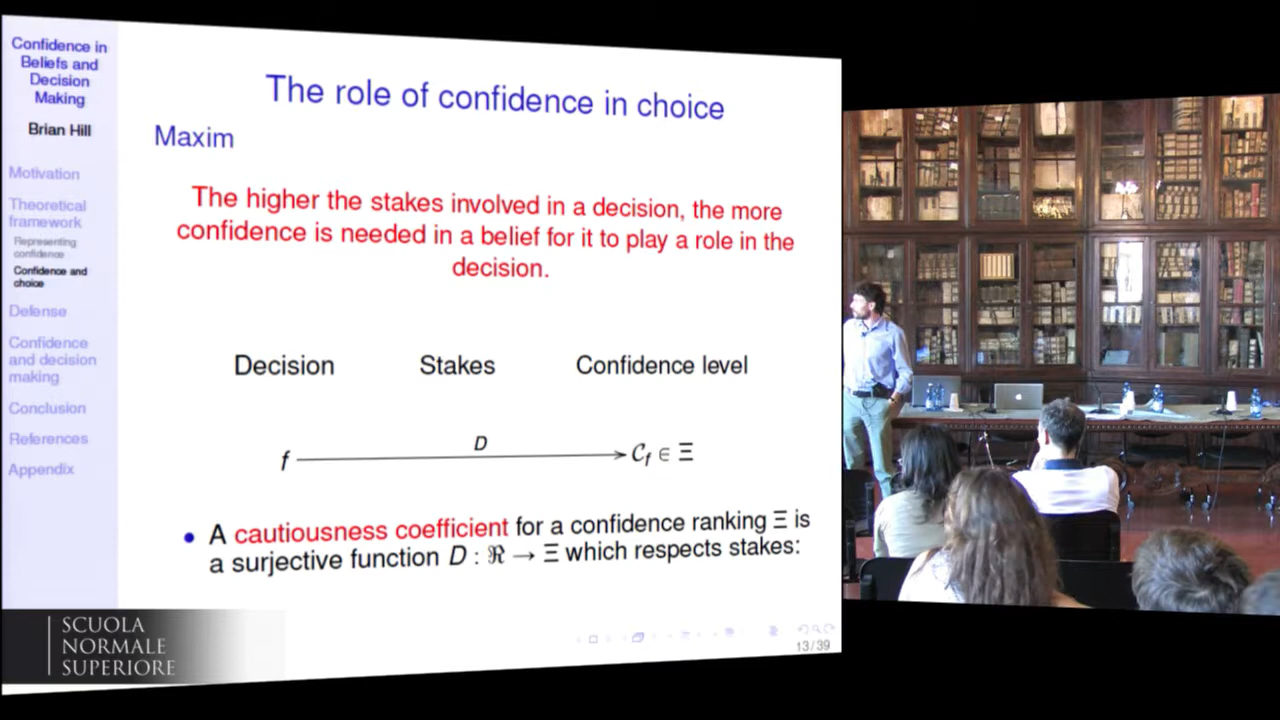 Confidence in
Beliefs and
Decision
Making
Brian Hill
Motivation
Theoretical
framework
Representing
confidence
Confidence and
choice
Defense
Confidence
and decision
making
Conclusion
References
Appendix
The role of confidence in choice
Maxim
The higher the stakes involved in a decision, the more
confidence is needed in a belief for it to play a role in the
decision.
Decision Stakes Confidence level
D
f → C_f ∈ Ξ
• A cautiousness coefficient for a confidence ranking Ξ is
a surjective function D : ℜ → Ξ which respects stakes:
13/39
SCUOLA
NORMALE
SUPERIORE